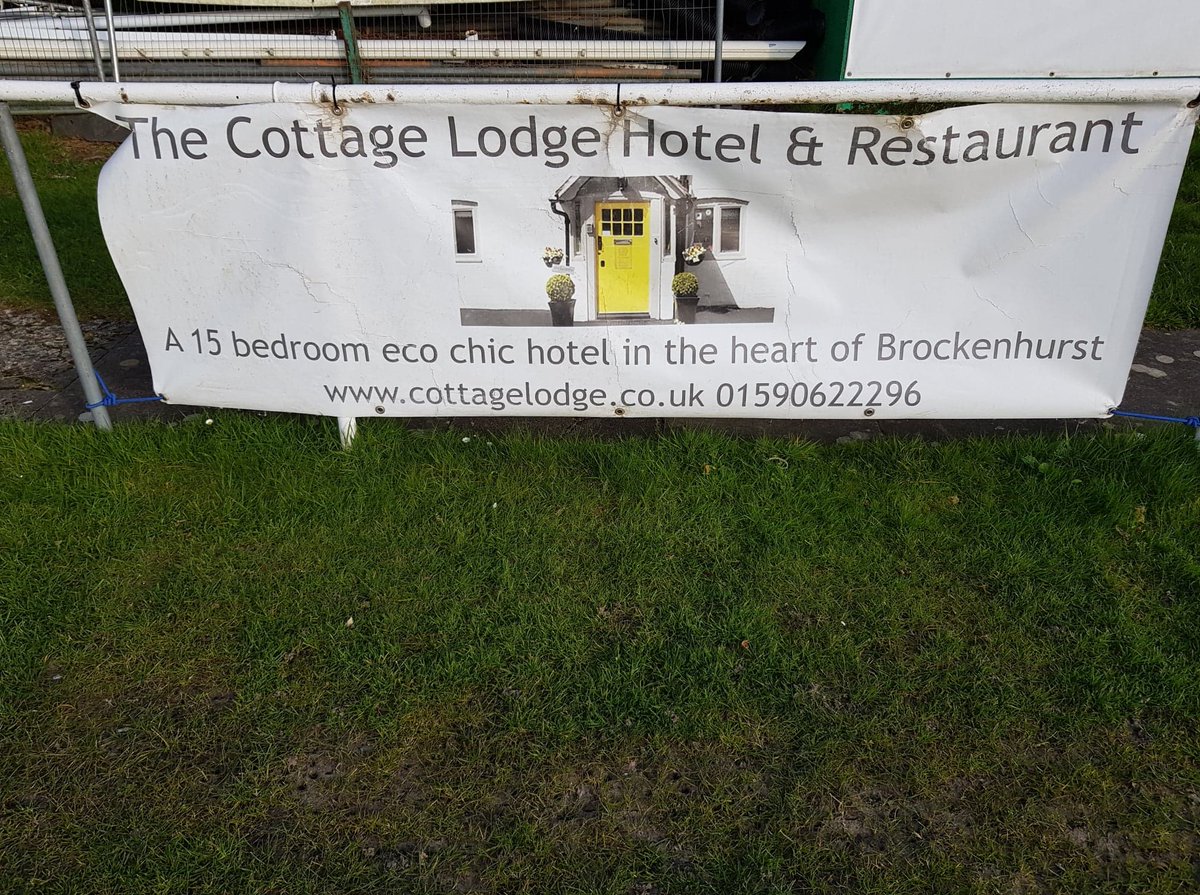 The Cottage Lodge Hotel & Restaurant
A 15 bedroom eco chic hotel in the heart of Brockenhurst
www.cottagelodge.co.uk 01590622296